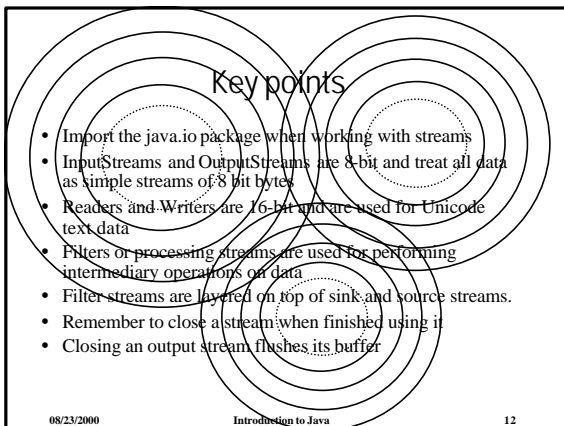 Key points
• Import the java.io package when working with streams
• InputStreams and OutputStreams are 8-bit and treat all data
as simple streams of 8 bit bytes
• Readers and Writers are 16-bit and are used for Unicode
text data
• Filters or processing streams are used for performing
intermediary operations on data
• Filter streams are layered on top of sink and source streams.
• Remember to close a stream when finished using it
• Closing an output stream flushes its buffer
08/23/2000 Introduction to Java 12